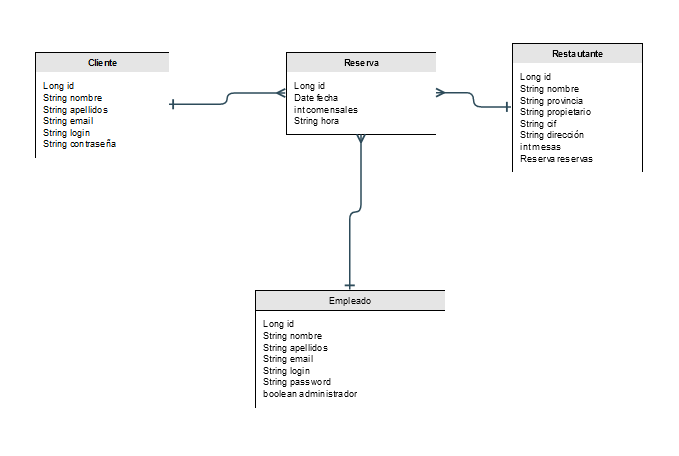 Cliente
Long id
String nombre
String apellidos
String email
String login
String contraseña
Reserva
Long id
Date fecha
int comensales
String hora
Restautante
Long id
String nombre
String provincia
String propietario
String cif
String dirección
int mesas
Reserva reservas
Empleado
Long id
String nombre
String apellidos
String email
String login
String password
boolean administrador